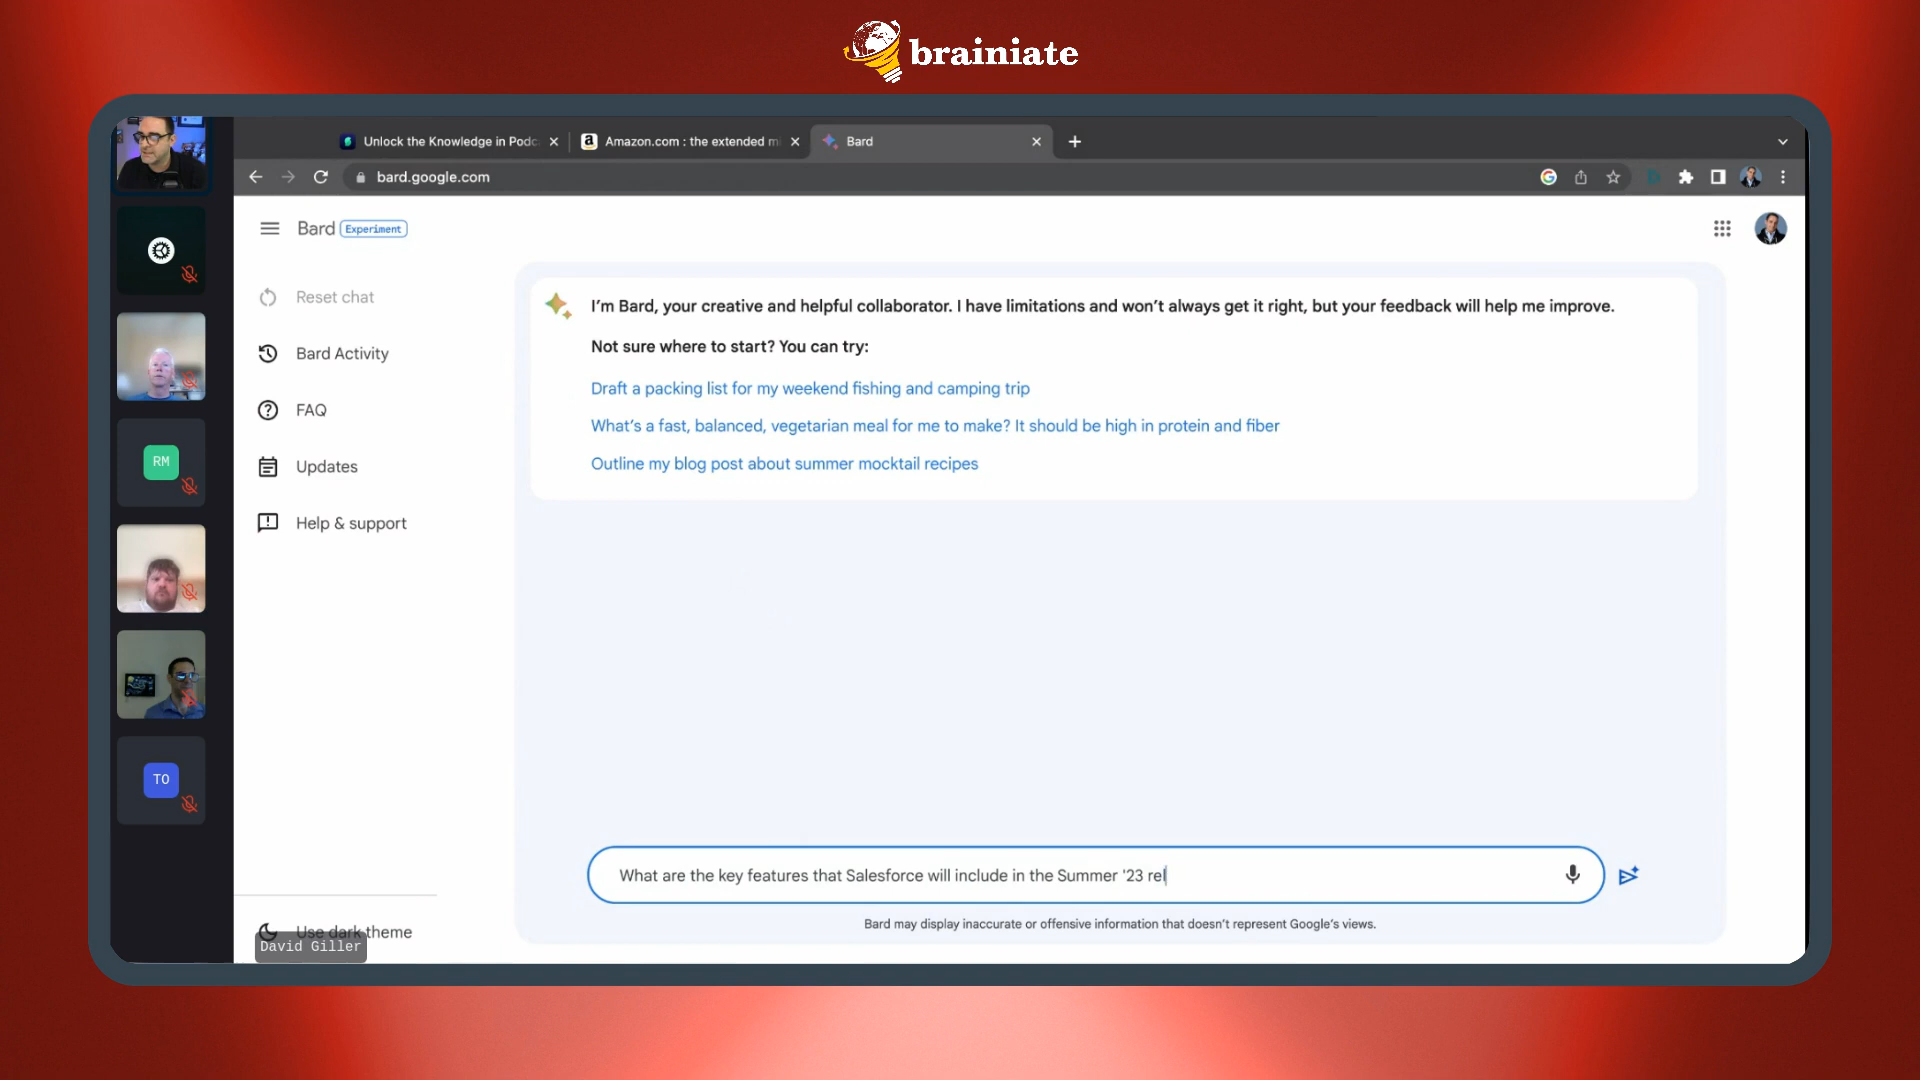 brainiate
Unlock the Knowledge in Podc
Amazon.com : the extended m
Bard
bard.google.com
Bard Experiment
Reset chat
Bard Activity
FAQ
Updates
Help & support
Use dark theme
David Giller
RM
TO
I'm Bard, your creative and helpful collaborator. I have limitations and won't always get it right, but your feedback will help me improve.
Not sure where to start? You can try:
Draft a packing list for my weekend fishing and camping trip
What's a fast, balanced, vegetarian meal for me to make? It should be high in protein and fiber
Outline my blog post about summer mocktail recipes
What are the key features that Salesforce will include in the Summer '23 rel
Bard may display inaccurate or offensive information that doesn't represent Google's views.